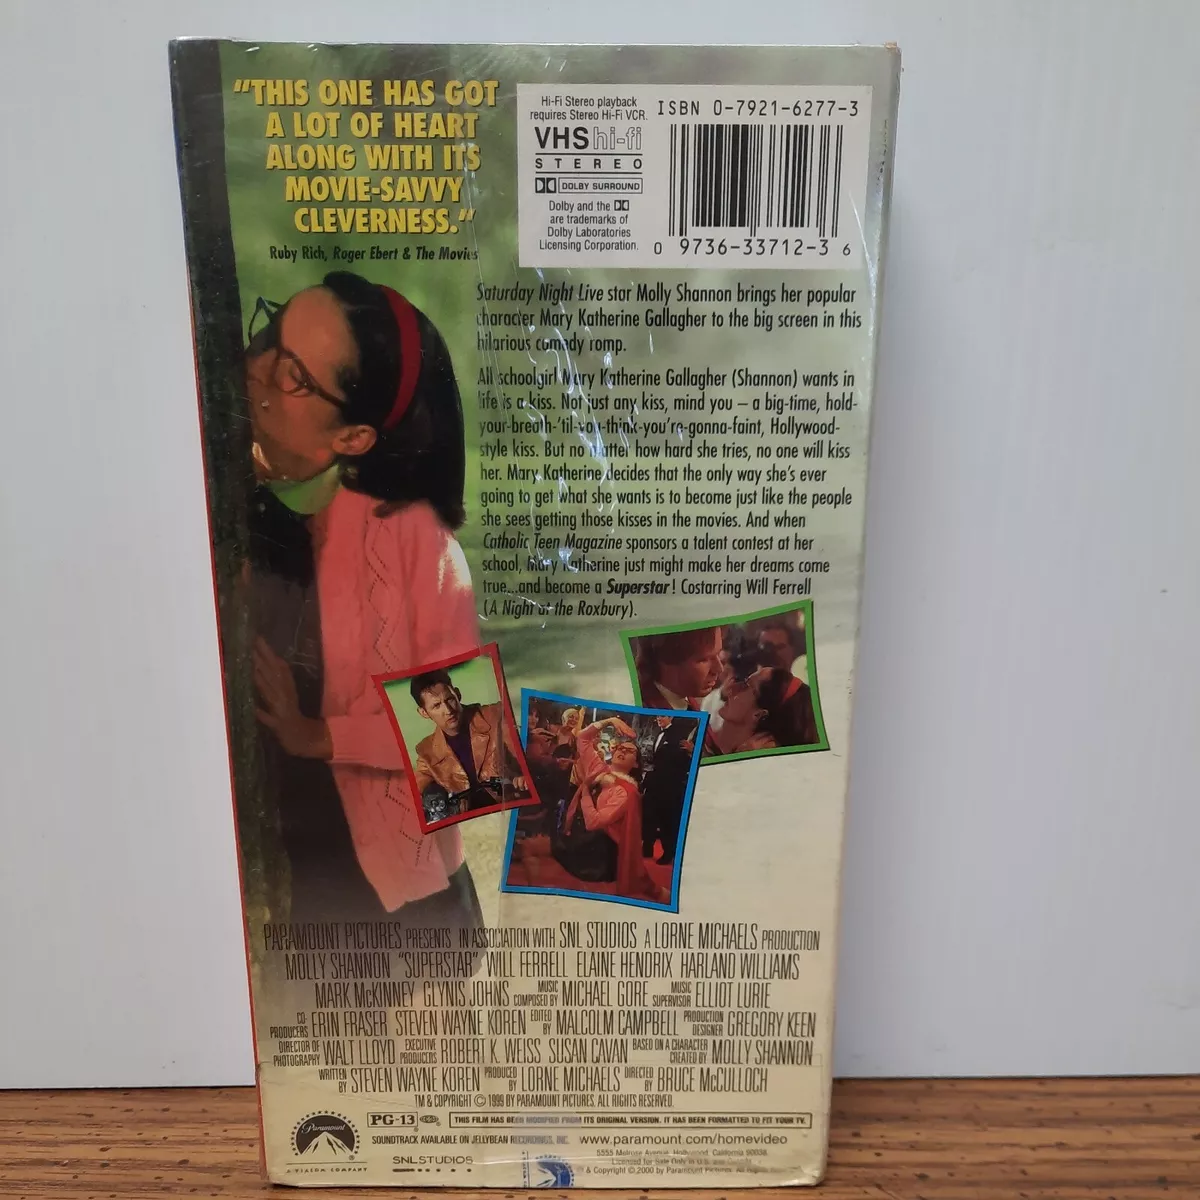 "THIS ONE HAS GOT
A LOT OF HEART
ALONG WITH ITS
MOVIE-SAVVY
CLEVERNESS."
Ruby Rich, Roger Ebert & The Movies
Hi-Fi Stereo playback
requires Stereo Hi-Fi VCR.
VHS hi-fi
STEREO
DOLBY SURROUND
Dolby and the
are trademarks of
Dolby Laboratories
Licensing Corporation.
ISBN 0-7921-6277-3
0 9736-33712-3 6
Saturday Night Live star Molly Shannon brings her popular
character Mary Katherine Gallagher to the big screen in this
hilarious comedy romp.
All schoolgirl Mary Katherine Gallagher (Shannon) wants in
life is a kiss. Not just any kiss, mind you – a big-time, hold-
your-breath-'til-you-think-you're-gonna-faint, Hollywood-
style kiss. But no matter how hard she tries, no one will kiss
her. Mary Katherine decides that the only way she's ever
going to get what she wants is to become just like the people
she sees getting those kisses in the movies. And when
Catholic Teen Magazine sponsors a talent contest at her
school, Mary Katherine just might make her dreams come
true...and become a Superstar! Costarring Will Ferrell
(A Night at the Roxbury).
PARAMOUNT PICTURES PRESENTS IN ASSOCIATION WITH SNL STUDIOS A LORNE MICHAELS PRODUCTION
MOLLY SHANNON "SUPERSTAR" WILL FERRELL ELAINE HENDRIX HARLAND WILLIAMS
MARK McKINNEY GLYNIS JOHNS MUSIC COMPOSED BY MICHAEL GORE MUSIC SUPERVISOR ELLIOT LURIE
CO PRODUCERS ERIN FRASER STEVEN WAYNE KOREN EDITED BY MALCOLM CAMPBELL PRODUCTION DESIGNER GREGORY KEEN
DIRECTOR OF PHOTOGRAPHY WALT LLOYD EXECUTIVE PRODUCERS ROBERT K. WEISS SUSAN CAVAN BASED ON A CHARACTER CREATED BY MOLLY SHANNON
WRITTEN BY STEVEN WAYNE KOREN PRODUCED BY LORNE MICHAELS DIRECTED BY BRUCE McCULLOCH
TM & COPYRIGHT © 1999 BY PARAMOUNT PICTURES. ALL RIGHTS RESERVED.
PG-13
THIS FILM HAS BEEN MODIFIED FROM ITS ORIGINAL VERSION. IT HAS BEEN FORMATTED TO FIT YOUR TV.
Paramount
A VIACOM COMPANY
SOUNDTRACK AVAILABLE ON JELLYBEAN RECORDINGS, INC.
www.paramount.com/homevideo
SNL STUDIOS
5555 Melrose Avenue, Hollywood, California 90038.
Licensed for Sale Only in U.S. and Canada.
& Copyright © 2000 by Paramount Pictures. All Rights